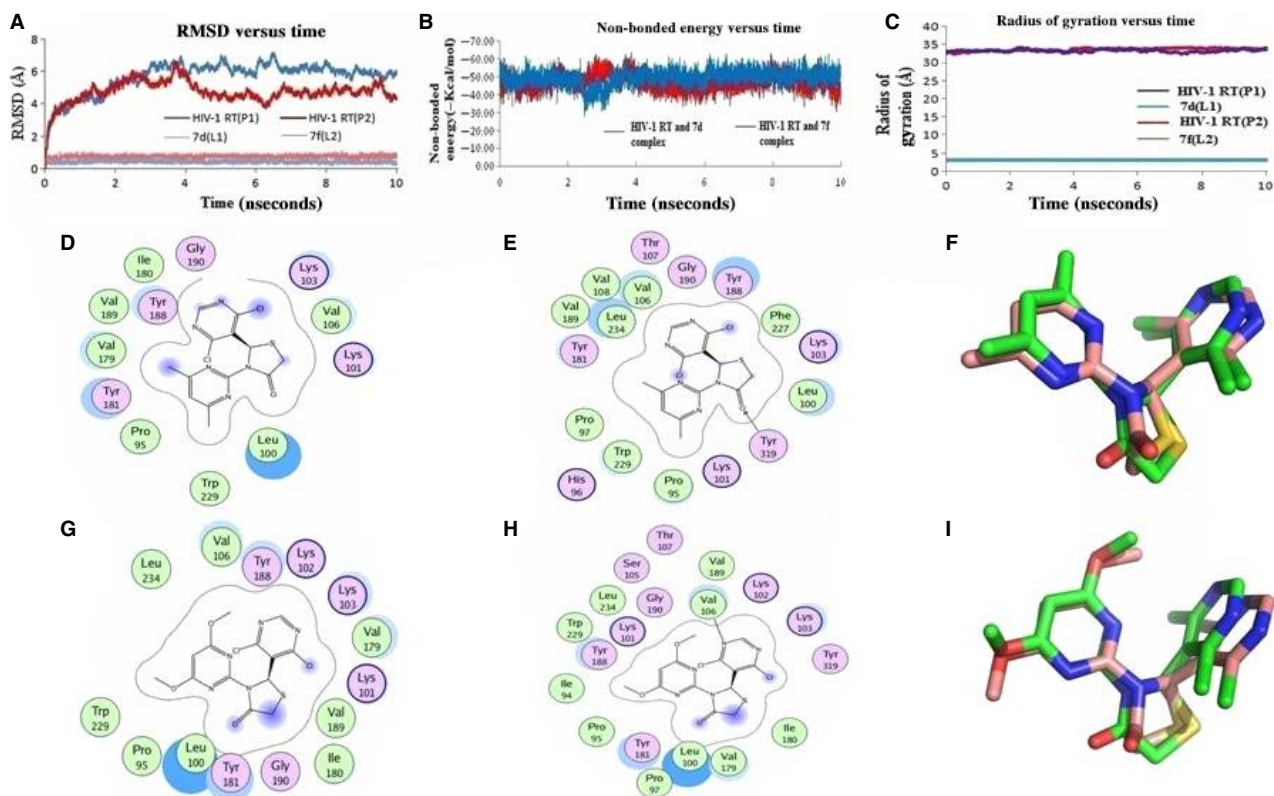 A
RMSD versus time
RMSD (Å)
8
6
4
2
0
HIV-1 RT(P1)
HIV-1 RT(P2)
7d(L1)
7f(L2)
0 2 4 6 8 10
Time (nseconds)
B
Non-bonded energy versus time
Non-bonded
energy(–Kcal/mol)
–70.00
–60.00
–50.00
–40.00
–30.00
–20.00
–10.00
0.00
HIV-1 RT and 7d
complex
HIV-1 RT and 7f
complex
0 2 4 6 8 10
Time (nseconds)
C
Radius of gyration versus time
Radius of
gyration (Å)
40
35
30
25
20
15
10
5
0
HIV-1 RT(P1)
7d(L1)
HIV-1 RT(P2)
7f(L2)
0 2 4 6 8 10
Time (nseconds)
D
Gly
190
Ile
180
Lys
103
Val
189
Tyr
188
Val
106
Val
179
Lys
101
Tyr
181
Pro
95
Leu
100
Trp
229
N
N
Cl
Cl
S
N
N
N
O
E
Thr
107
Gly
190
Tyr
188
Val
108
Val
106
Val
189
Leu
234
Phe
227
Tyr
181
Lys
103
Leu
100
Pro
97
Trp
229
Tyr
319
His
96
Pro
95
Lys
101
N
N
Cl
Cl
S
N
N
N
O
F
G
Val
106
Tyr
188
Lys
102
Leu
234
Lys
103
Val
179
Lys
101
Trp
229
Val
189
Pro
95
Leu
100
Tyr
181
Gly
190
Ile
180
O
N
N
Cl
Cl
N
O
N
N
S
O
H
Thr
107
Ser
105
Val
189
Leu
234
Gly
190
Val
106
Lys
102
Trp
229
Lys
101
Lys
103
Tyr
188
Tyr
319
Ile
94
Pro
95
Tyr
181
Leu
100
Val
179
Ile
180
Pro
97
O
N
N
Cl
Cl
N
O
N
N
S
O
I